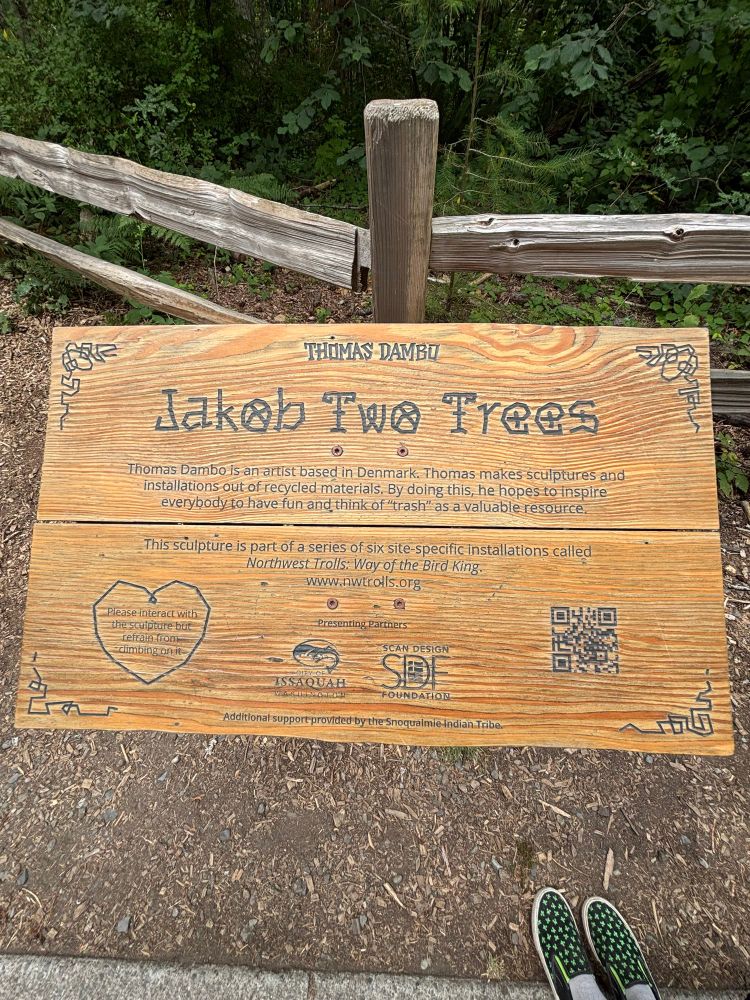 THOMAS DAMBO
Jakob Two Trees
Thomas Dambo is an artist based in Denmark. Thomas makes sculptures and
installations out of recycled materials. By doing this, he hopes to inspire
everybody to have fun and think of "trash" as a valuable resource.
This sculpture is part of a series of six site-specific installations called
Northwest Trolls: Way of the Bird King.
www.nwtrolls.org
Please interact with
the sculpture but
refrain from
climbing on it
Presenting Partners
CITY OF
ISSAQUAH
WASHINGTON
SCAN DESIGN
SDF
FOUNDATION
Additional support provided by the Snoqualmie Indian Tribe.